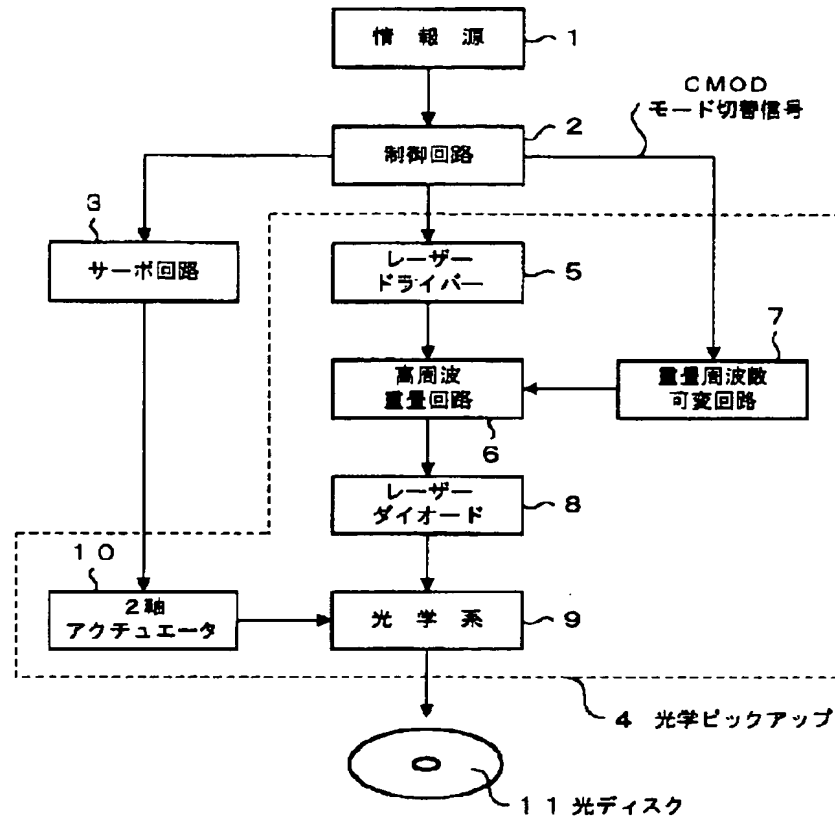 情 報 源
1
CMOD
モード切替信号
2
制御回路
3
サーボ回路
レーザー
ドライバー
5
7
高周波
重畳回路
重畳周波数
可変回路
6
レーザー
ダイオード
8
10
2軸
アクチュエータ
光 学 系
9
4 光学ピックアップ
11 光ディスク